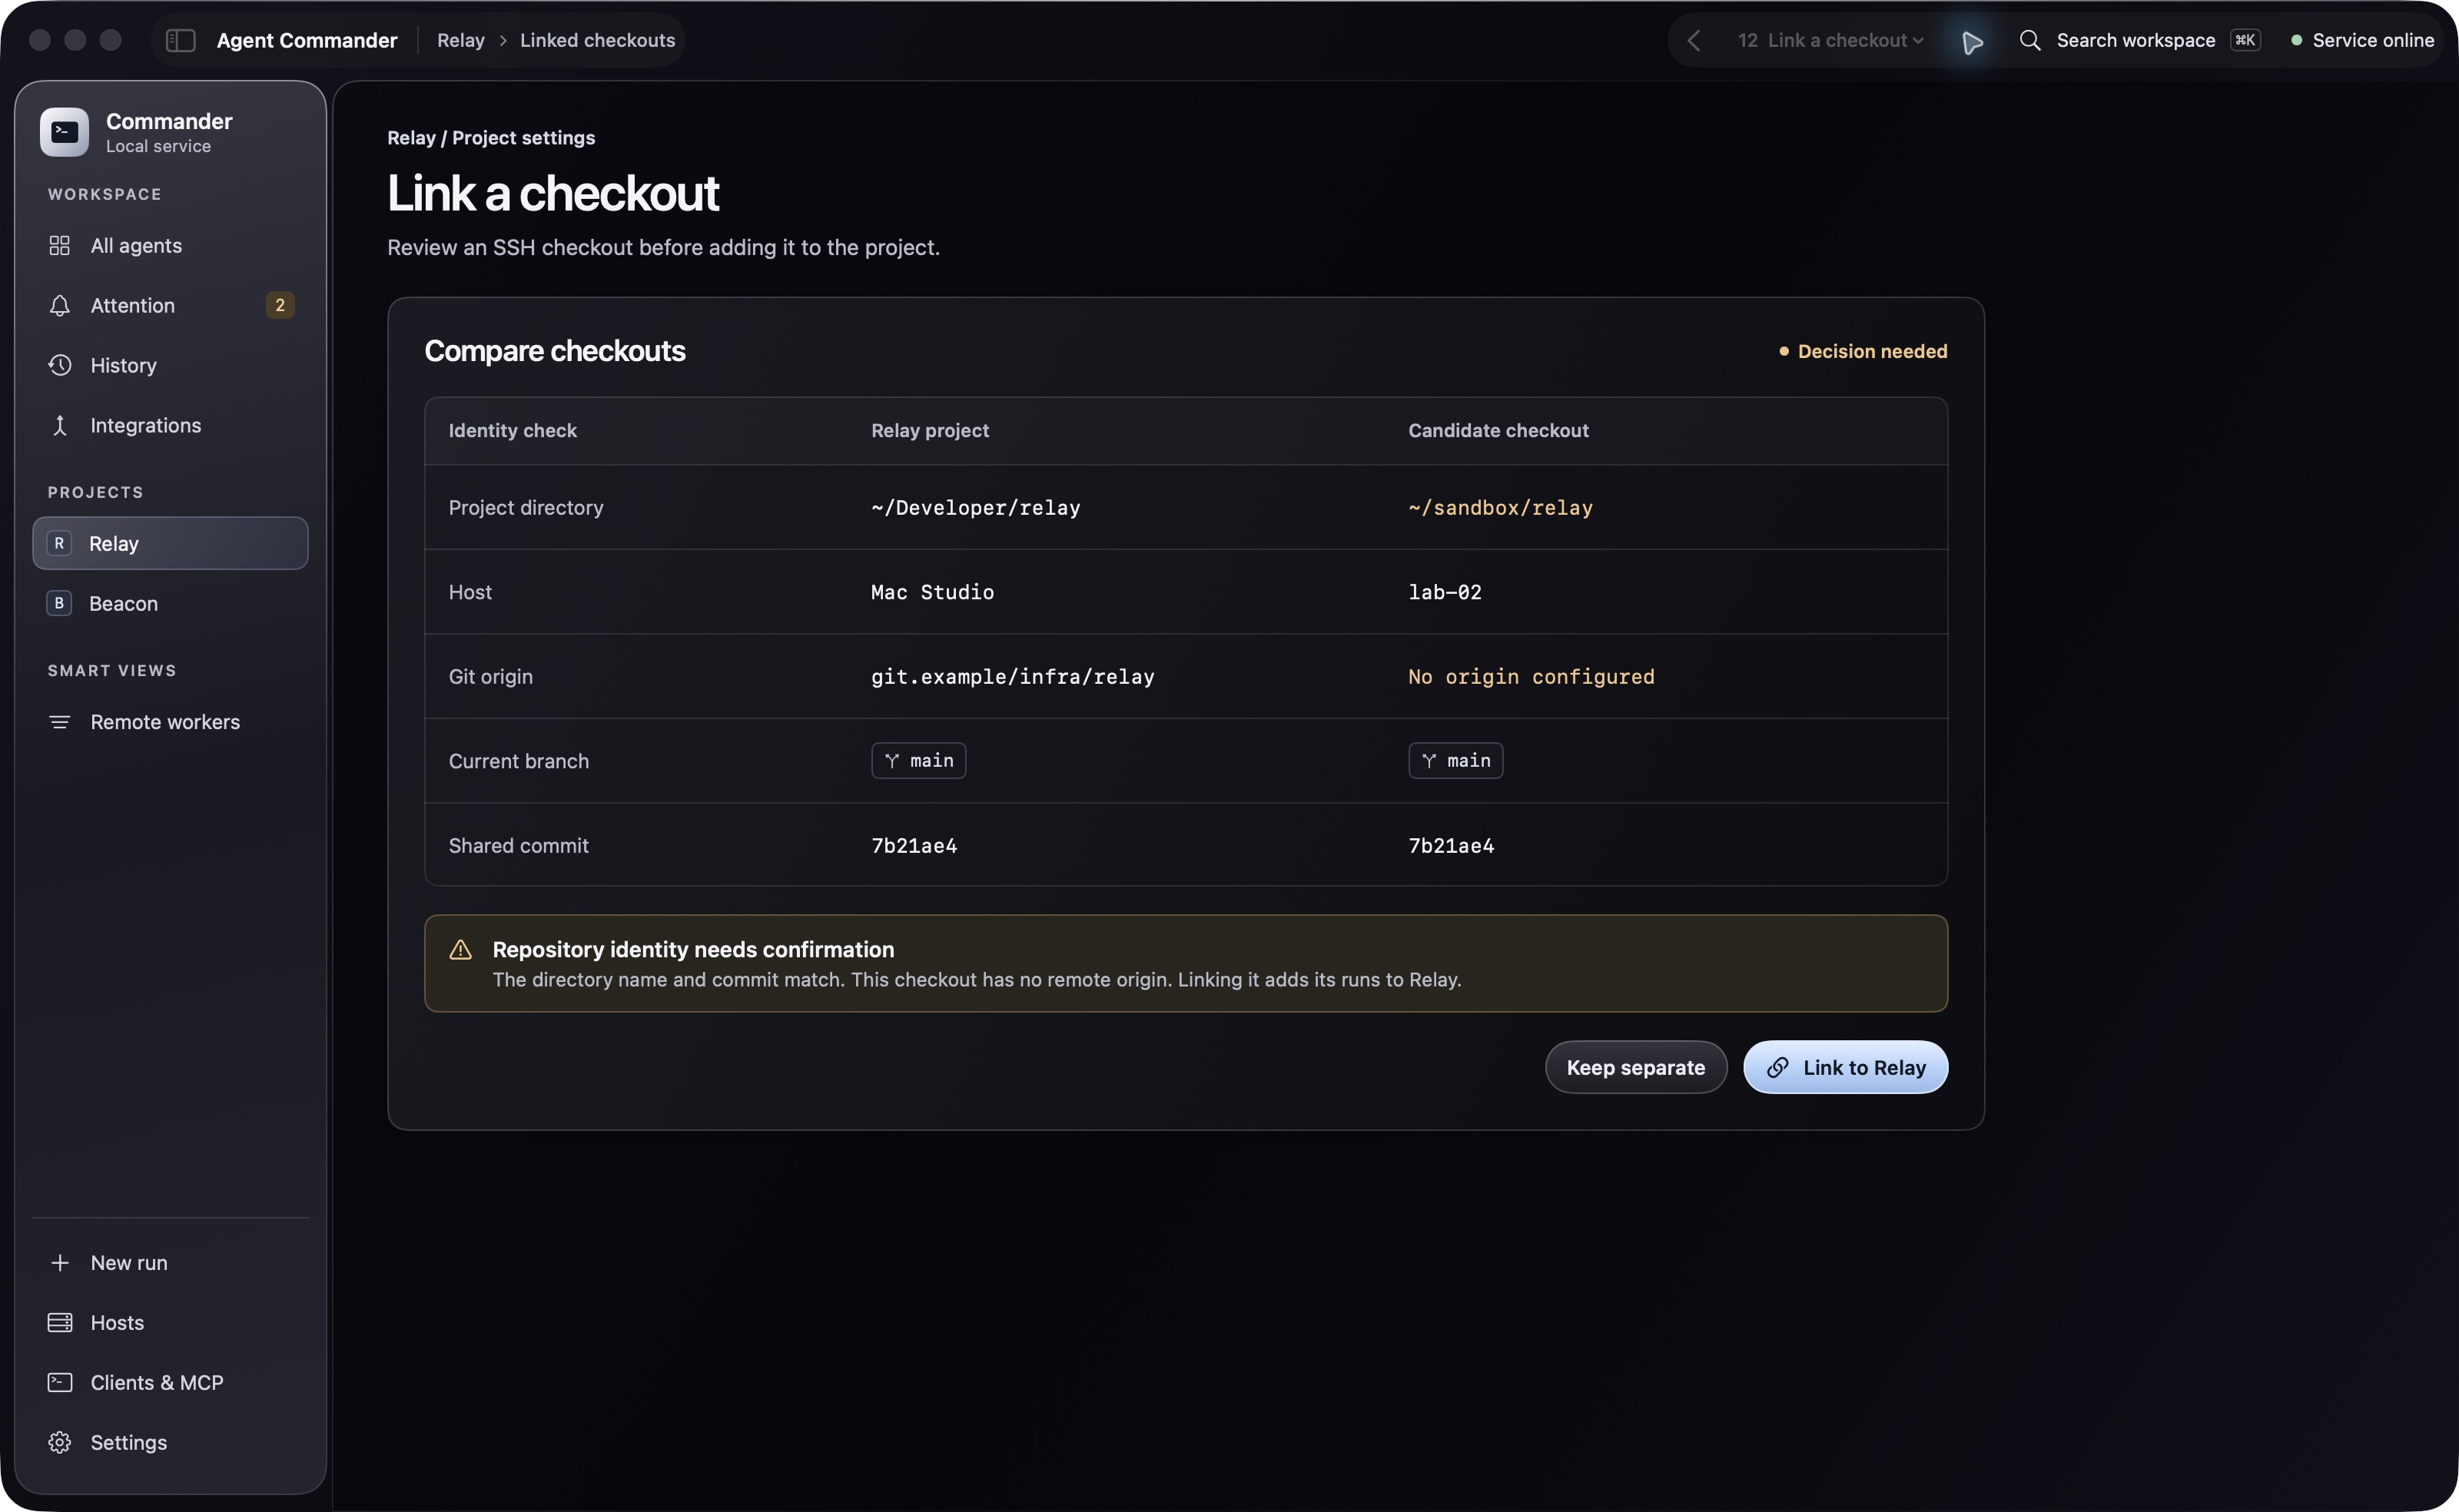 Agent Commander
Relay > Linked checkouts
12 Link a checkout
Search workspace ⌘K
Service online
Commander
Local service
WORKSPACE
All agents
Attention 2
History
Integrations
PROJECTS
R Relay
B Beacon
SMART VIEWS
Remote workers
New run
Hosts
Clients & MCP
Settings
Relay / Project settings
Link a checkout
Review an SSH checkout before adding it to the project.
Compare checkouts
Decision needed
Identity check Relay project Candidate checkout
Project directory ~/Developer/relay ~/sandbox/relay
Host Mac Studio lab-02
Git origin git.example/infra/relay No origin configured
Current branch main main
Shared commit 7b21ae4 7b21ae4
Repository identity needs confirmation
The directory name and commit match. This checkout has no remote origin. Linking it adds its runs to Relay.
Keep separate
Link to Relay